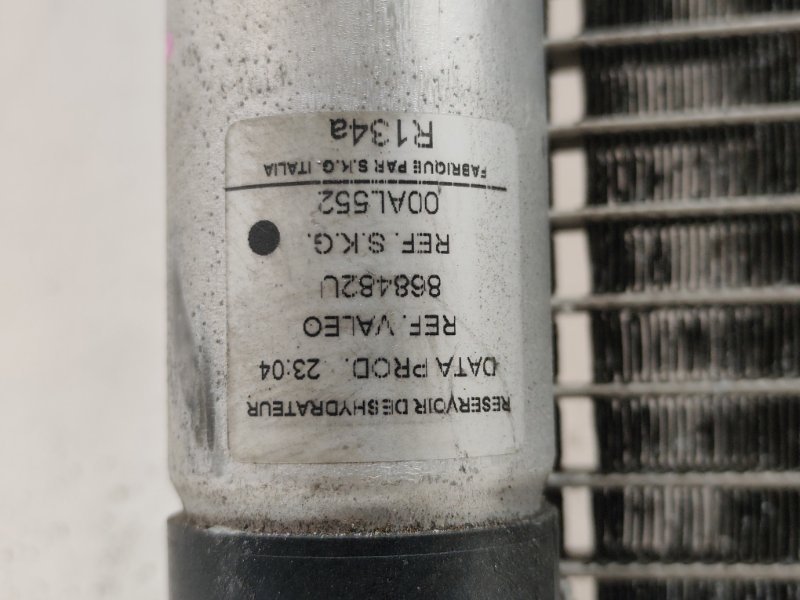 RESERVOIR DESHYDRATEUR
DATA PROD. 23:04
REF. VALEO
868482U
REF. S.K.G.
00AL552
FABRIQUE PAR S.K.G. ITALIA
R134a